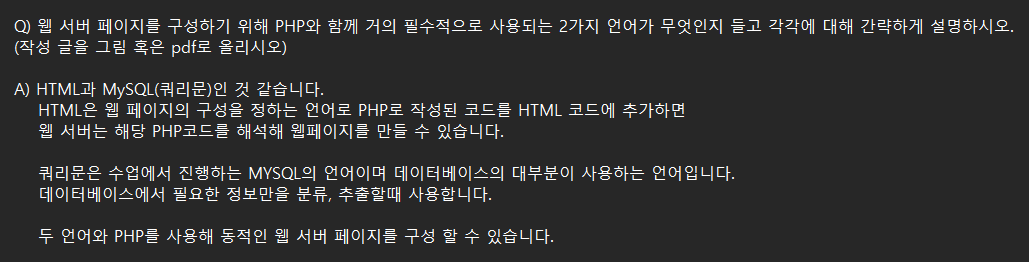 Q) 웹 서버 페이지를 구성하기 위해 PHP와 함께 거의 필수적으로 사용되는 2가지 언어가 무엇인지 들고 각각에 대해 간략하게 설명하시오.
(작성 글을 그림 혹은 pdf로 올리시오)
A) HTML과 MySQL(쿼리문)인 것 같습니다.
HTML은 웹 페이지의 구성을 정하는 언어로 PHP로 작성된 코드를 HTML 코드에 추가하면
웹 서버는 해당 PHP코드를 해석해 웹페이지를 만들 수 있습니다.
쿼리문은 수업에서 진행하는 MYSQL의 언어이며 데이터베이스의 대부분이 사용하는 언어입니다.
데이터베이스에서 필요한 정보만을 분류, 추출할때 사용합니다.
두 언어와 PHP를 사용해 동적인 웹 서버 페이지를 구성 할 수 있습니다.